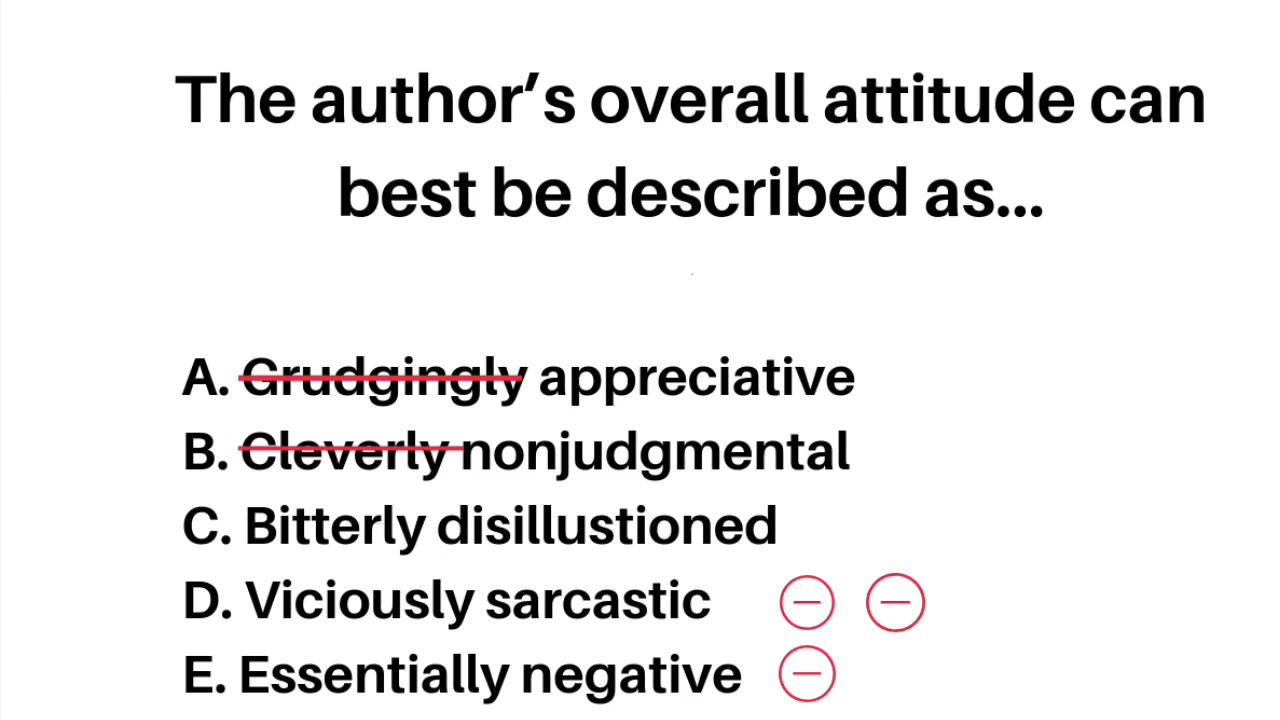 The author’s overall attitude can
best be described as...
A. Grudgingly appreciative
B. Cleverly nonjudgmental
C. Bitterly disillustioned
D. Viciously sarcastic
E. Essentially negative